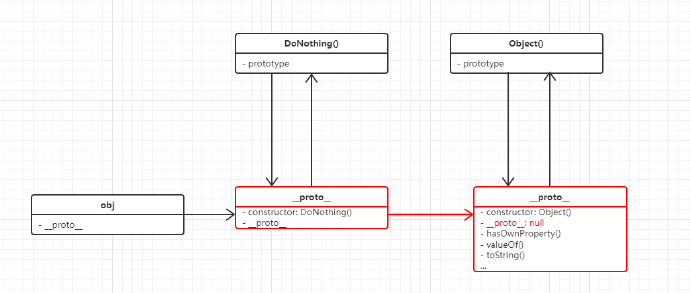 DoNothing()
- prototype
Object()
- prototype
obj
- __proto__
__proto__
- constructor: DoNothing()
- __proto__
__proto__
- constructor: Object()
- __proto__: null
- hasOwnProperty()
- valueOf()
- toString()
...